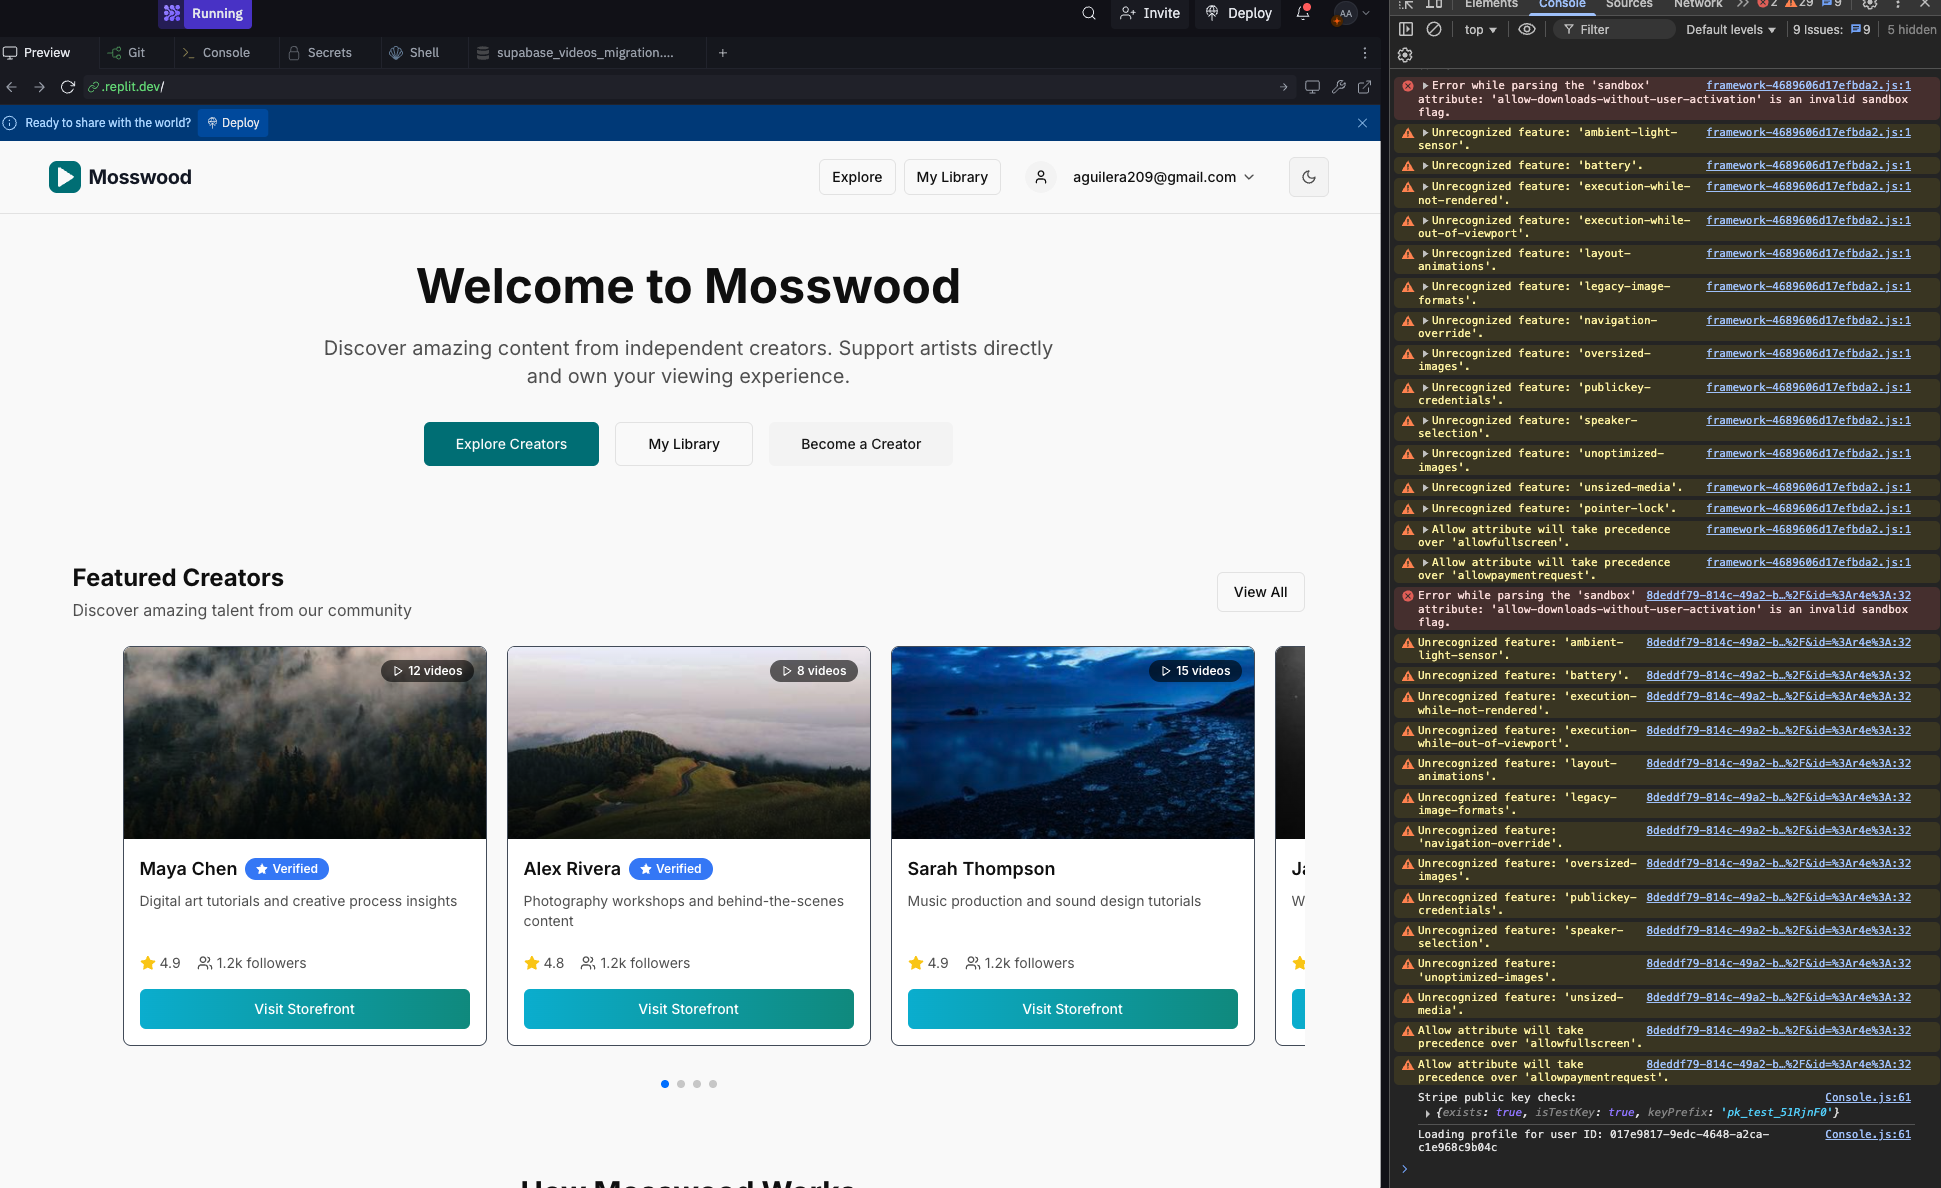 Running
Invite
Deploy
AA
Preview
Git
Console
Secrets
Shell
supabase_videos_migration....
.replit.dev/
Ready to share with the world?
Deploy
Mosswood
Explore
My Library
aguilera209@gmail.com
Welcome to Mosswood
Discover amazing content from independent creators. Support artists directly
and own your viewing experience.
Explore Creators
My Library
Become a Creator
Featured Creators
Discover amazing talent from our community
View All
12 videos
8 videos
15 videos
Maya Chen
Verified
Digital art tutorials and creative process insights
4.9
1.2k followers
Visit Storefront
Alex Rivera
Verified
Photography workshops and behind-the-scenes
content
4.8
1.2k followers
Visit Storefront
Sarah Thompson
Music production and sound design tutorials
4.9
1.2k followers
Visit Storefront
How Mosswood Works
Elements
Console
Sources
Network
2
29
9
top
Filter
Default levels
9 Issues:
9
5 hidden
Error while parsing the 'sandbox' framework-4689606d17efbda2.js:1
attribute: 'allow-downloads-without-user-activation' is an invalid sandbox
flag.
Unrecognized feature: 'ambient-light- framework-4689606d17efbda2.js:1
sensor'.
Unrecognized feature: 'battery'. framework-4689606d17efbda2.js:1
Unrecognized feature: 'execution-while- framework-4689606d17efbda2.js:1
not-rendered'.
Unrecognized feature: 'execution-while- framework-4689606d17efbda2.js:1
out-of-viewport'.
Unrecognized feature: 'layout- framework-4689606d17efbda2.js:1
animations'.
Unrecognized feature: 'legacy-image- framework-4689606d17efbda2.js:1
formats'.
Unrecognized feature: 'navigation- framework-4689606d17efbda2.js:1
override'.
Unrecognized feature: 'oversized- framework-4689606d17efbda2.js:1
images'.
Unrecognized feature: 'publickey- framework-4689606d17efbda2.js:1
credentials'.
Unrecognized feature: 'speaker- framework-4689606d17efbda2.js:1
selection'.
Unrecognized feature: 'unoptimized- framework-4689606d17efbda2.js:1
images'.
Unrecognized feature: 'unsized-media'. framework-4689606d17efbda2.js:1
Unrecognized feature: 'pointer-lock'. framework-4689606d17efbda2.js:1
Allow attribute will take precedence framework-4689606d17efbda2.js:1
over 'allowfullscreen'.
Allow attribute will take precedence framework-4689606d17efbda2.js:1
over 'allowpaymentrequest'.
Error while parsing the 'sandbox' 8deddf79-814c-49a2-b…%2F&id=%3Ar4e%3A:32
attribute: 'allow-downloads-without-user-activation' is an invalid sandbox
flag.
Unrecognized feature: 'ambient- 8deddf79-814c-49a2-b…%2F&id=%3Ar4e%3A:32
light-sensor'.
Unrecognized feature: 'battery'. 8deddf79-814c-49a2-b…%2F&id=%3Ar4e%3A:32
Unrecognized feature: 'execution- 8deddf79-814c-49a2-b…%2F&id=%3Ar4e%3A:32
while-not-rendered'.
Unrecognized feature: 'execution- 8deddf79-814c-49a2-b…%2F&id=%3Ar4e%3A:32
while-out-of-viewport'.
Unrecognized feature: 'layout- 8deddf79-814c-49a2-b…%2F&id=%3Ar4e%3A:32
animations'.
Unrecognized feature: 'legacy- 8deddf79-814c-49a2-b…%2F&id=%3Ar4e%3A:32
image-formats'.
Unrecognized feature: 8deddf79-814c-49a2-b…%2F&id=%3Ar4e%3A:32
'navigation-override'.
Unrecognized feature: 'oversized- 8deddf79-814c-49a2-b…%2F&id=%3Ar4e%3A:32
images'.
Unrecognized feature: 'publickey- 8deddf79-814c-49a2-b…%2F&id=%3Ar4e%3A:32
credentials'.
Unrecognized feature: 'speaker- 8deddf79-814c-49a2-b…%2F&id=%3Ar4e%3A:32
selection'.
Unrecognized feature: 8deddf79-814c-49a2-b…%2F&id=%3Ar4e%3A:32
'unoptimized-images'.
Unrecognized feature: 'unsized- 8deddf79-814c-49a2-b…%2F&id=%3Ar4e%3A:32
media'.
Allow attribute will take 8deddf79-814c-49a2-b…%2F&id=%3Ar4e%3A:32
precedence over 'allowfullscreen'.
Allow attribute will take 8deddf79-814c-49a2-b…%2F&id=%3Ar4e%3A:32
precedence over 'allowpaymentrequest'.
Stripe public key check: Console.js:61
{exists: true, isTestKey: true, keyPrefix: 'pk_test_51RjnF0'}
Loading profile for user ID: 017e9817-9edc-4648-a2ca- Console.js:61
c1e968c9b04c